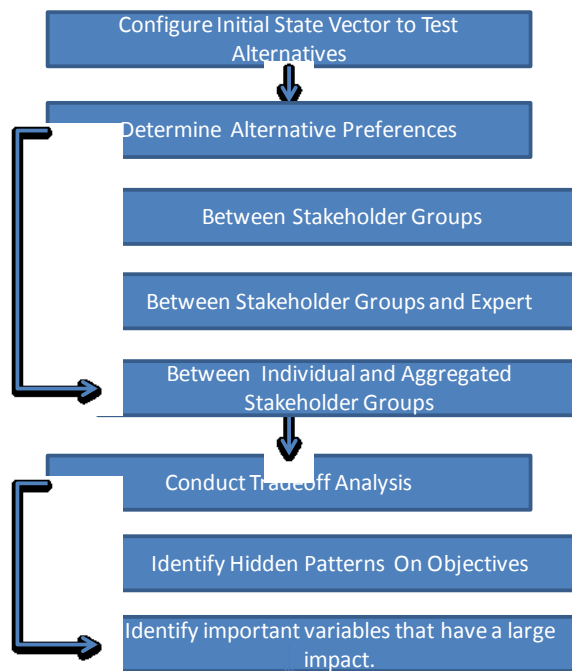 Configure Initial State Vector to Test
Alternatives
Determine Alternative Preferences
Between Stakeholder Groups
Between Stakeholder Groups and Expert
Between Individual and Aggregated
Stakeholder Groups
Conduct Tradeoff Analysis
Identify Hidden Patterns On Objectives
Identify important variables that have a large
impact.